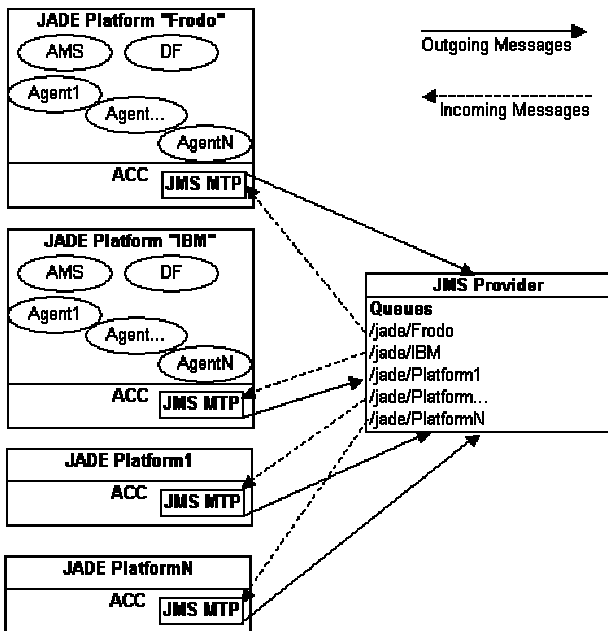 JADE Platform "Frodo"
AMS
DF
Agent1
Agent...
AgentN
ACC
JMS MTP
Outgoing Messages
Incoming Messages
JADE Platform "IBM"
AMS
DF
Agent1
Agent...
AgentN
ACC
JMS MTP
JMS Provider
Queues
/jade/Frodo
/jade/IBM
/jade/Platform1
/jade/Platform...
/jade/PlatformN
JADE Platform1
ACC
JMS MTP
JADE PlatformN
ACC
JMS MTP